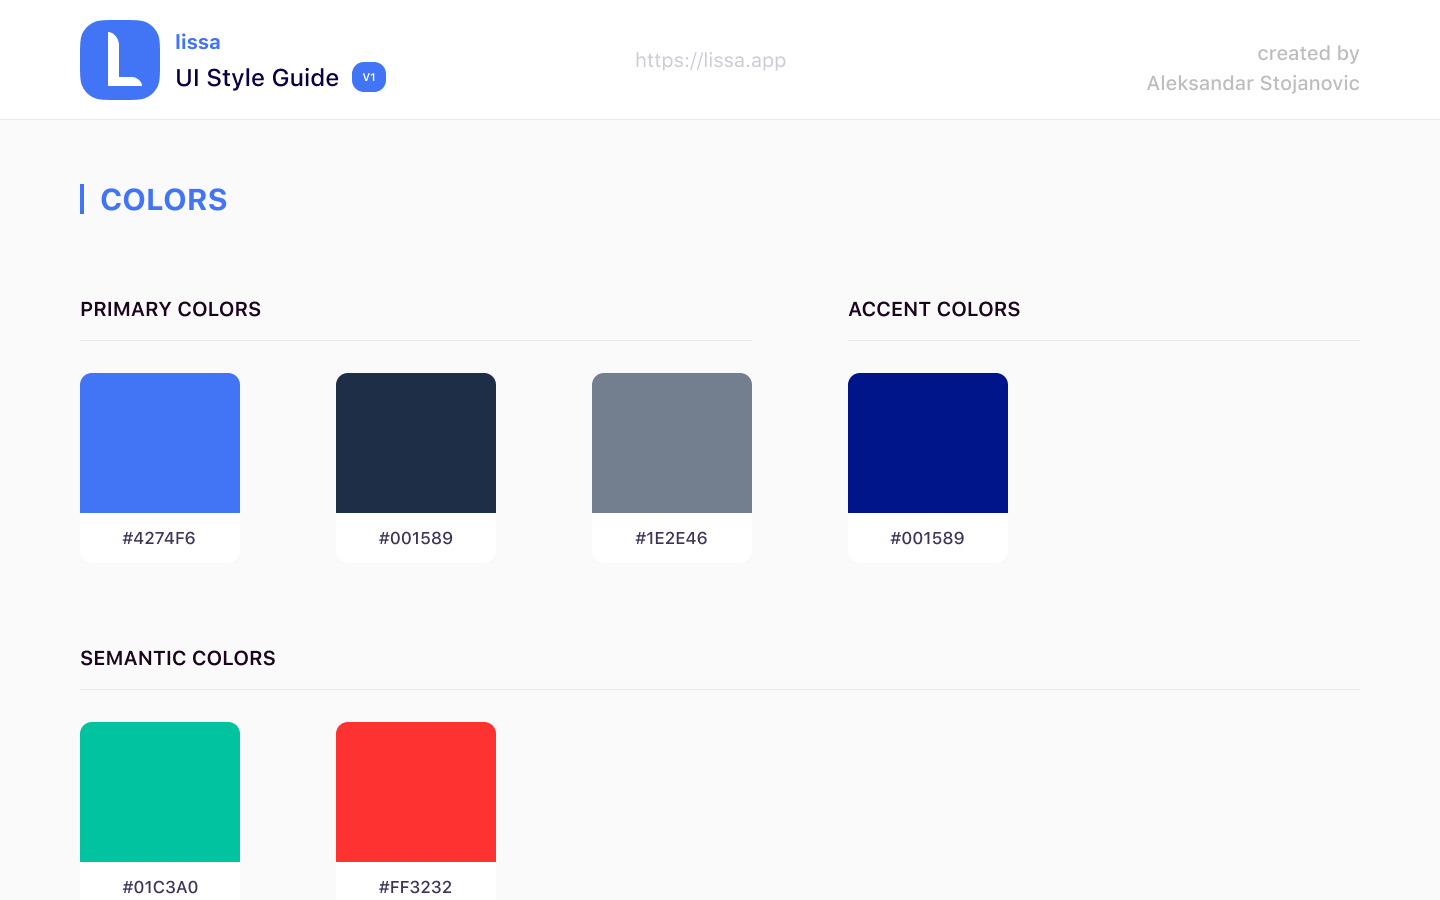 lissa
UI Style Guide
V1
https://lissa.app
created by
Aleksandar Stojanovic
COLORS
PRIMARY COLORS
ACCENT COLORS
#4274F6
#001589
#1E2E46
#001589
SEMANTIC COLORS
#01C3A0
#FF3232